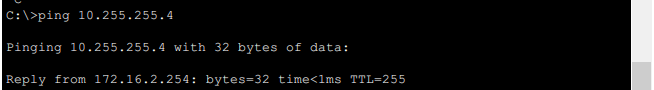 C:\>ping 10.255.255.4
Pinging 10.255.255.4 with 32 bytes of data:
Reply from 172.16.2.254: bytes=32 time<1ms TTL=255